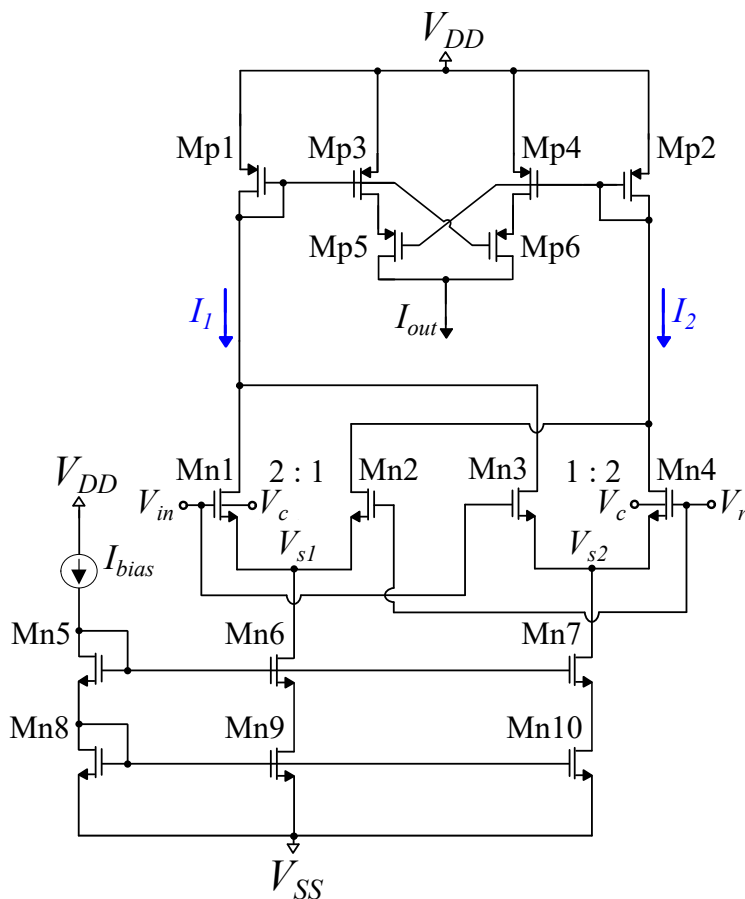 V_DD
Mp1 Mp3 Mp4 Mp2
Mp5 Mp6
I_1 I_out I_2
Mn1 2 : 1 Mn2 Mn3 1 : 2 Mn4
V_DD
V_in V_c V_c V_r
V_s1 V_s2
I_bias
Mn5 Mn6 Mn7
Mn8 Mn9 Mn10
V_SS